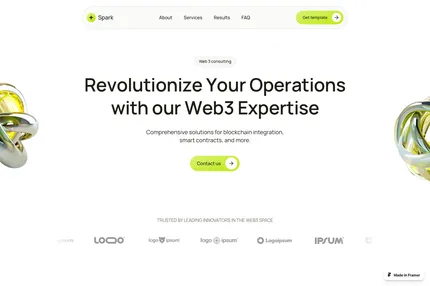 Spark
About
Services
Results
FAQ
Get template
Web 3 consulting
Revolutionize Your Operations
with our Web3 Expertise
Comprehensive solutions for blockchain integration,
smart contracts, and more.
Contact us
TRUSTED BY LEADING INNOVATORS IN THE WEB3 SPACE
LOGO
logo ipsum
logo ipsum
Logoipsum
IPSUM
Made in Framer